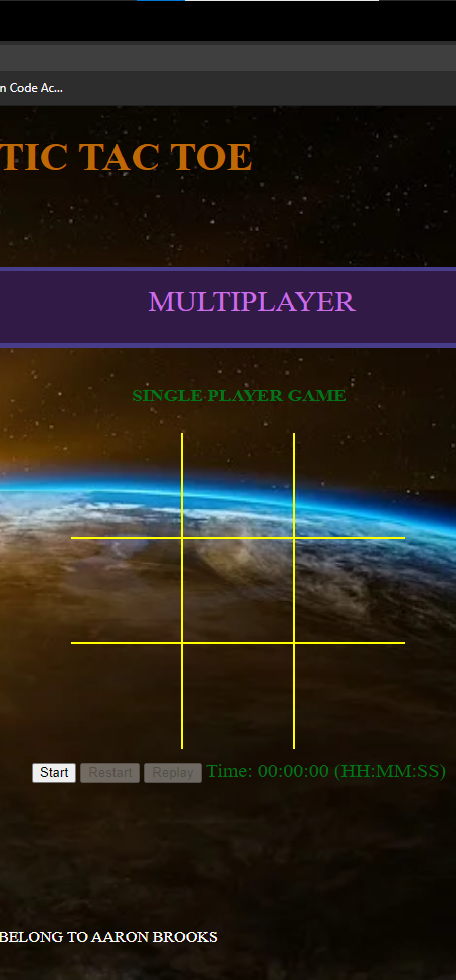 n Code Ac...
TIC TAC TOE
MULTIPLAYER
SINGLE PLAYER GAME
Start Restart Replay Time: 00:00:00 (HH:MM:SS)
BELONG TO AARON BROOKS